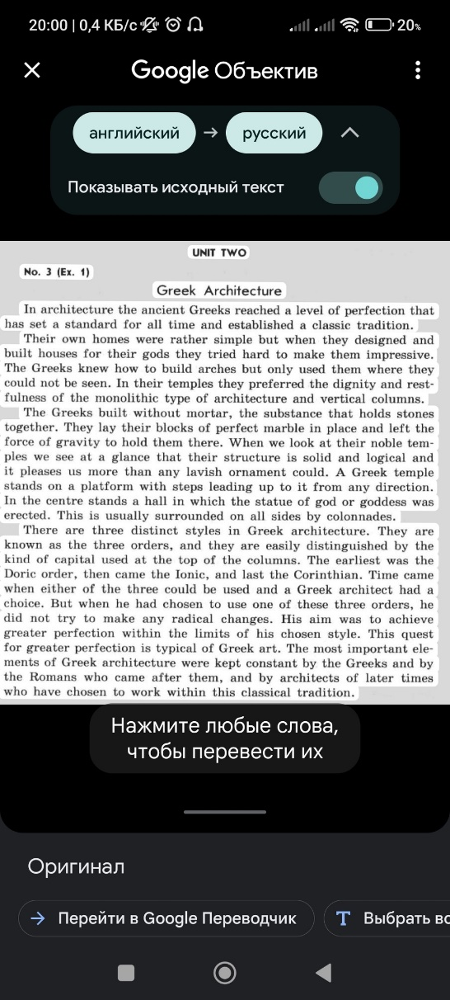 20:00 | 0,4 КБ/с
20%
Google Объектив
английский → русский
Показывать исходный текст
UNIT TWO
No. 3 (Ex. 1)
Greek Architecture
In architecture the ancient Greeks reached a level of perfection that
has set a standard for all time and established a classic tradition.
Their own homes were rather simple but when they designed and
built houses for their gods they tried hard to make them impressive.
The Greeks knew how to build arches but only used them where they
could not be seen. In their temples they preferred the dignity and rest-
fulness of the monolithic type of architecture and vertical columns.
The Greeks built without mortar, the substance that holds stones
together. They lay their blocks of perfect marble in place and left the
force of gravity to hold them there. When we look at their noble tem-
ples we see at a glance that their structure is solid and logical and
it pleases us more than any lavish ornament could. A Greek temple
stands on a platform with steps leading up to it from any direction.
In the centre stands a hall in which the statue of god or goddess was
erected. This is usually surrounded on all sides by colonnades.
There are three distinct styles in Greek architecture. They are
known as the three orders, and they are easily distinguished by the
kind of capital used at the top of the columns. The earliest was the
Doric order, then came the Ionic, and last the Corinthian. Time came
when either of the three could be used and a Greek architect had a
choice. But when he had chosen to use one of these three orders, he
did not try to make any radical changes. His aim was to achieve
greater perfection within the limits of his chosen style. This quest
for greater perfection is typical of Greek art. The most important ele-
ments of Greek architecture were kept constant by the Greeks and by
the Romans who came after them, and by architects of later times
who have chosen to work within this classical tradition.
Нажмите любые слова,
чтобы перевести их
Оригинал
Перейти в Google Переводчик
Выбрать вс